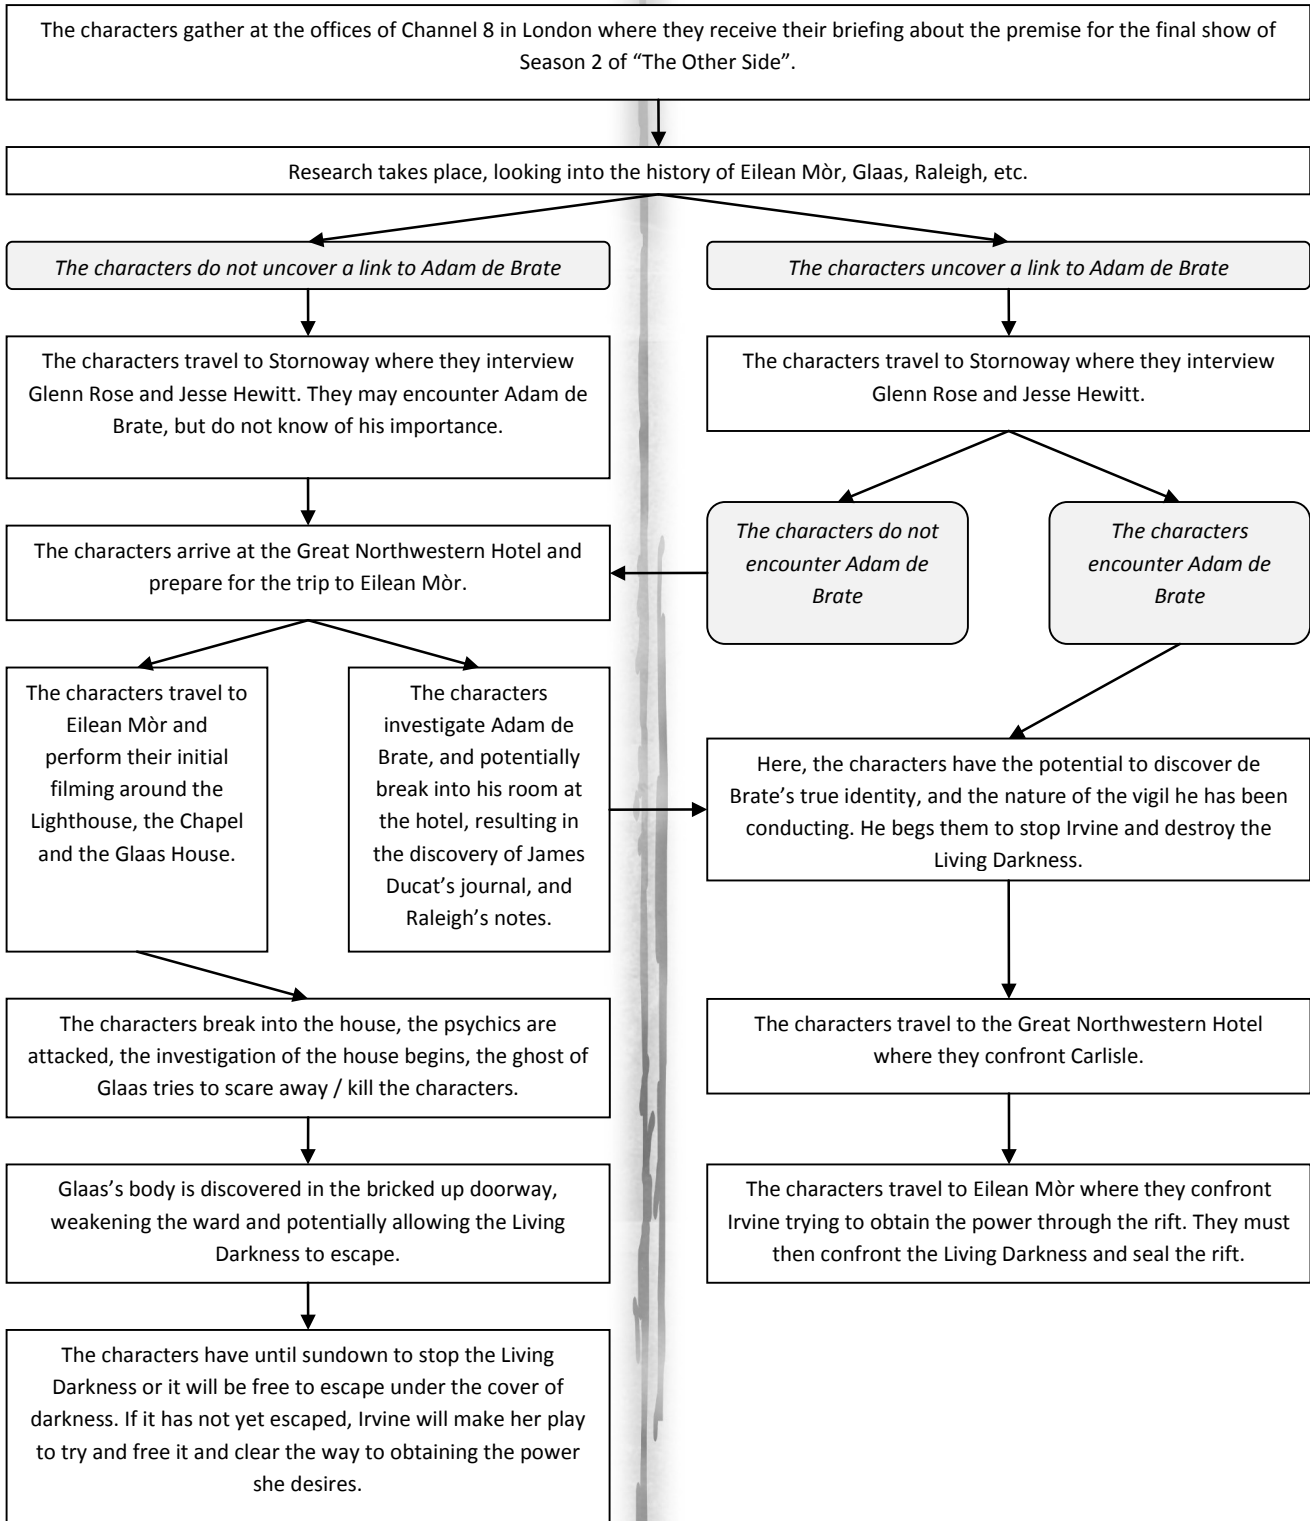 The characters gather at the offices of Channel 8 in London where they receive their briefing about the premise for the final show of
Season 2 of “The Other Side”.
Research takes place, looking into the history of Eilean Mòr, Glaas, Raleigh, etc.
The characters do not uncover a link to Adam de Brate
The characters uncover a link to Adam de Brate
The characters travel to Stornoway where they interview
Glenn Rose and Jesse Hewitt. They may encounter Adam de
Brate, but do not know of his importance.
The characters travel to Stornoway where they interview
Glenn Rose and Jesse Hewitt.
The characters do not
encounter Adam de
Brate
The characters
encounter Adam de
Brate
The characters arrive at the Great Northwestern Hotel and
prepare for the trip to Eilean Mòr.
The characters travel to
Eilean Mòr and
perform their initial
filming around the
Lighthouse, the Chapel
and the Glaas House.
The characters
investigate Adam de
Brate, and potentially
break into his room at
the hotel, resulting in
the discovery of James
Ducat’s journal, and
Raleigh’s notes.
Here, the characters have the potential to discover de
Brate’s true identity, and the nature of the vigil he has been
conducting. He begs them to stop Irvine and destroy the
Living Darkness.
The characters break into the house, the psychics are
attacked, the investigation of the house begins, the ghost of
Glaas tries to scare away / kill the characters.
The characters travel to the Great Northwestern Hotel
where they confront Carlisle.
Glaas’s body is discovered in the bricked up doorway,
weakening the ward and potentially allowing the Living
Darkness to escape.
The characters travel to Eilean Mòr where they confront
Irvine trying to obtain the power through the rift. They must
then confront the Living Darkness and seal the rift.
The characters have until sundown to stop the Living
Darkness or it will be free to escape under the cover of
darkness. If it has not yet escaped, Irvine will make her play
to try and free it and clear the way to obtaining the power
she desires.